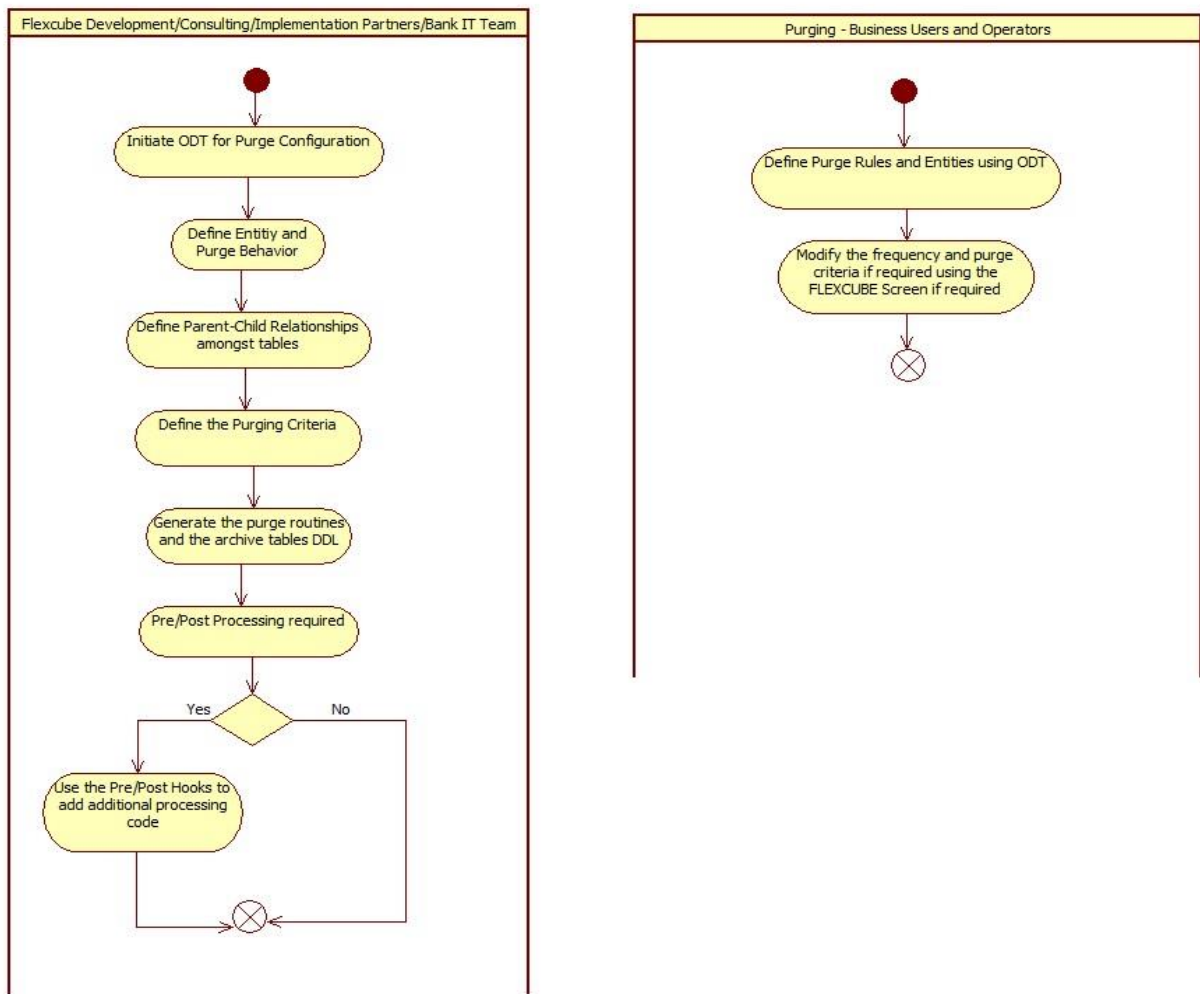 Flexcube Development/Consulting/Implementation Partners/Bank IT Team
Initiate ODT for Purge Configuration
Define Entitiy and
Purge Behavior
Define Parent-Child Relationships
amongst tables
Define the Purging Criteria
Generate the purge routines
and the archive tables DDL
Pre/Post Processing required
Yes
No
Use the Pre/Post Hooks to
add additional processing
code
Purging - Business Users and Operators
Define Purge Rules and Entities using ODT
Modify the frequency and purge
criteria if required using the
FLEXCUBE Screen if required